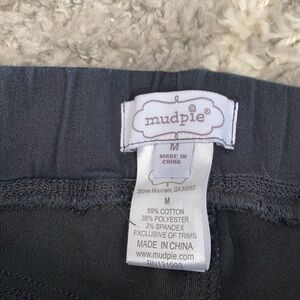 mudpie®
M
MADE IN
CHINA
Stone Mountain, GA 30083
M
59% COTTON
38% POLYESTER
3% SPANDEX
EXCLUSIVE OF TRIMS
MADE IN CHINA
www.mudpie.com